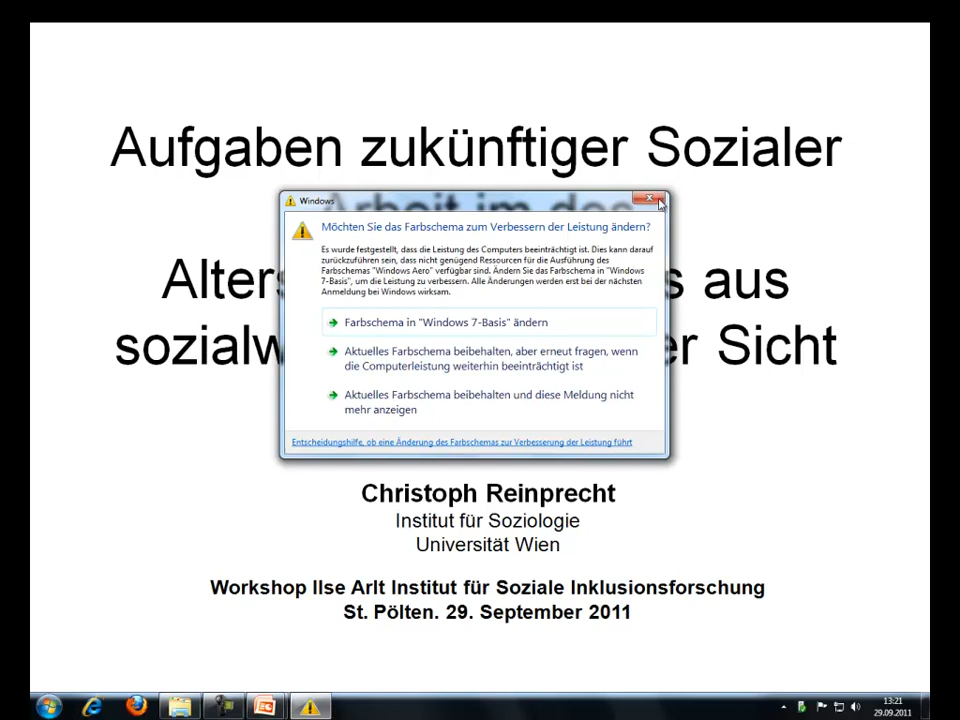 Aufgaben zukünftiger Sozialer
Arbeit im des
Windows
Möchten Sie das Farbschema zum Verbessern der Leistung ändern?
Es wurde festgestellt, dass die Leistung des Computers beeinträchtigt ist. Dies kann darauf
zurückzuführen sein, dass nicht genügend Ressourcen für die Ausführung des
Farbschemas "Windows Aero" verfügbar sind. Ändern Sie das Farbschema in "Windows
7-Basis", um die Leistung zu verbessern. Alle Änderungen werden erst bei der nächsten
Anmeldung bei Windows wirksam.
Farbschema in "Windows 7-Basis" ändern
Aktuelles Farbschema beibehalten, aber erneut fragen, wenn
die Computerleistung weiterhin beeinträchtigt ist
Aktuelles Farbschema beibehalten und diese Meldung nicht
mehr anzeigen
Entscheidungshilfe, ob eine Änderung des Farbschemas zur Verbesserung der Leistung führt
Alters s aus
sozialw er Sicht
Christoph Reinprecht
Institut für Soziologie
Universität Wien
Workshop Ilse Arlt Institut für Soziale Inklusionsforschung
St. Pölten. 29. September 2011
13:21
29.09.2011